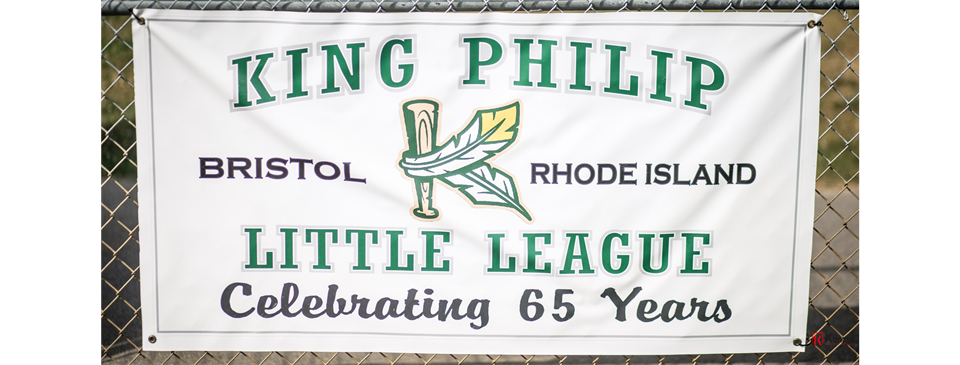 KING PHILIP
BRISTOL
RHODE ISLAND
LITTLE LEAGUE
Celebrating 65 Years